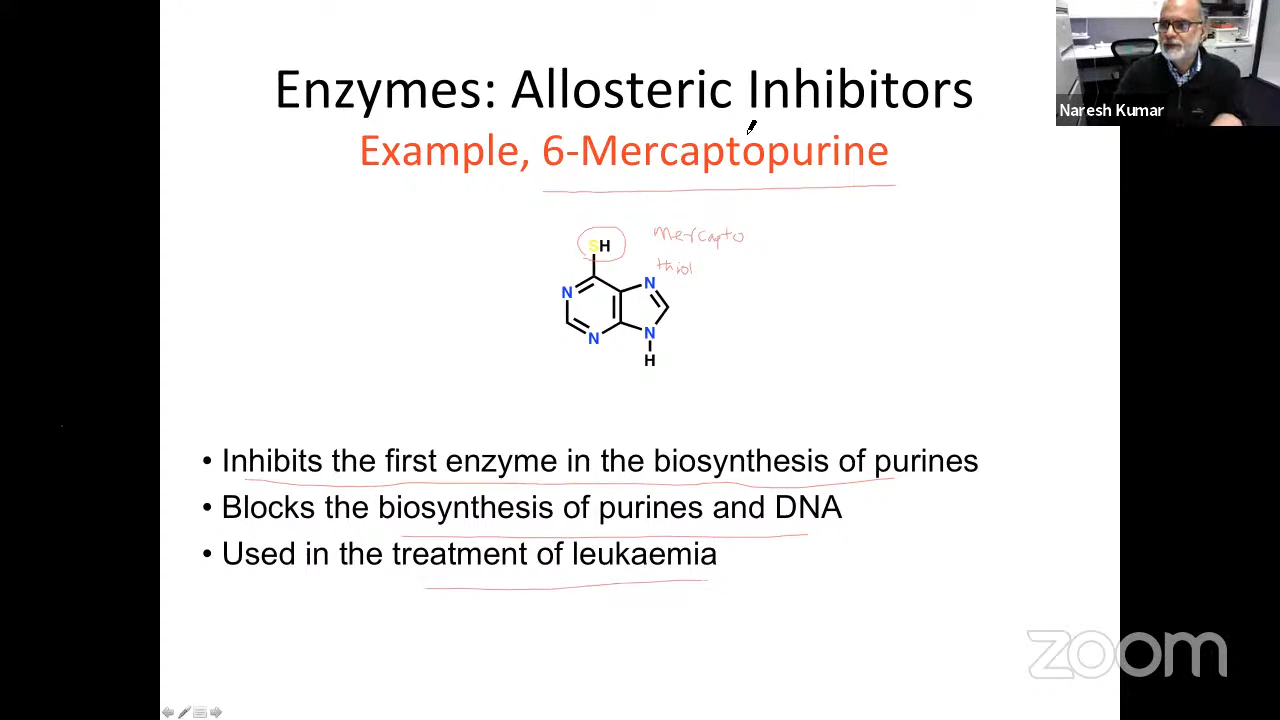 Enzymes: Allosteric Inhibitors
Example, 6-Mercaptopurine
Naresh Kumar
SH
Mercapto
thiol
N
N
N
N
H
• Inhibits the first enzyme in the biosynthesis of purines
• Blocks the biosynthesis of purines and DNA
• Used in the treatment of leukaemia
zoom